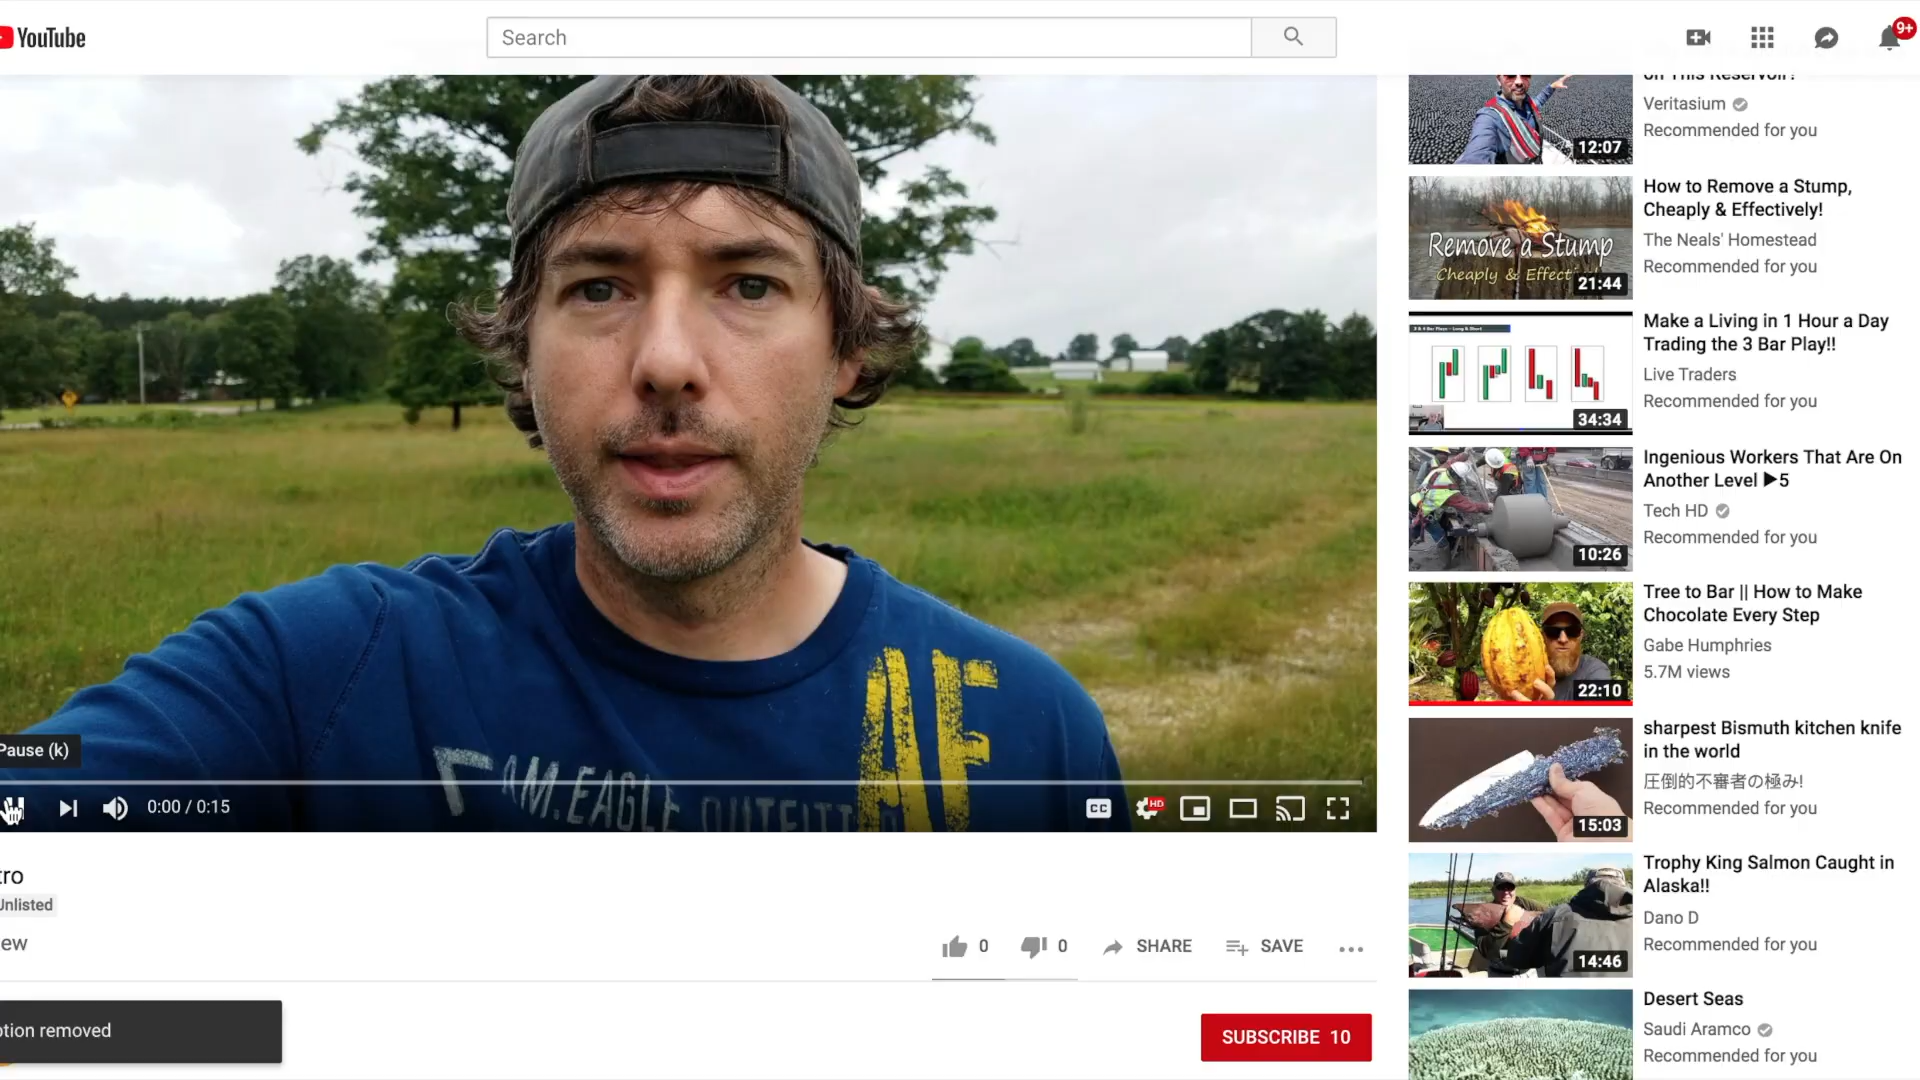 YouTube
Search
9+
Pause (k)
0:00 / 0:15
CC
HD
AM.EAGLE OUTFITT
AF
tro
Unlisted
ew
0
0
SHARE
SAVE
ption removed
SUBSCRIBE 10
on This Reservoir?
Veritasium
Recommended for you
12:07
How to Remove a Stump,
Cheaply & Effectively!
The Neals' Homestead
Recommended for you
Remove a Stump
Cheaply & Effect
21:44
Make a Living in 1 Hour a Day
Trading the 3 Bar Play!!
Live Traders
Recommended for you
34:34
Ingenious Workers That Are On
Another Level ▶5
Tech HD
Recommended for you
10:26
Tree to Bar || How to Make
Chocolate Every Step
Gabe Humphries
5.7M views
22:10
sharpest Bismuth kitchen knife
in the world
圧倒的不審者の極み!
Recommended for you
15:03
Trophy King Salmon Caught in
Alaska!!
Dano D
Recommended for you
14:46
Desert Seas
Saudi Aramco
Recommended for you